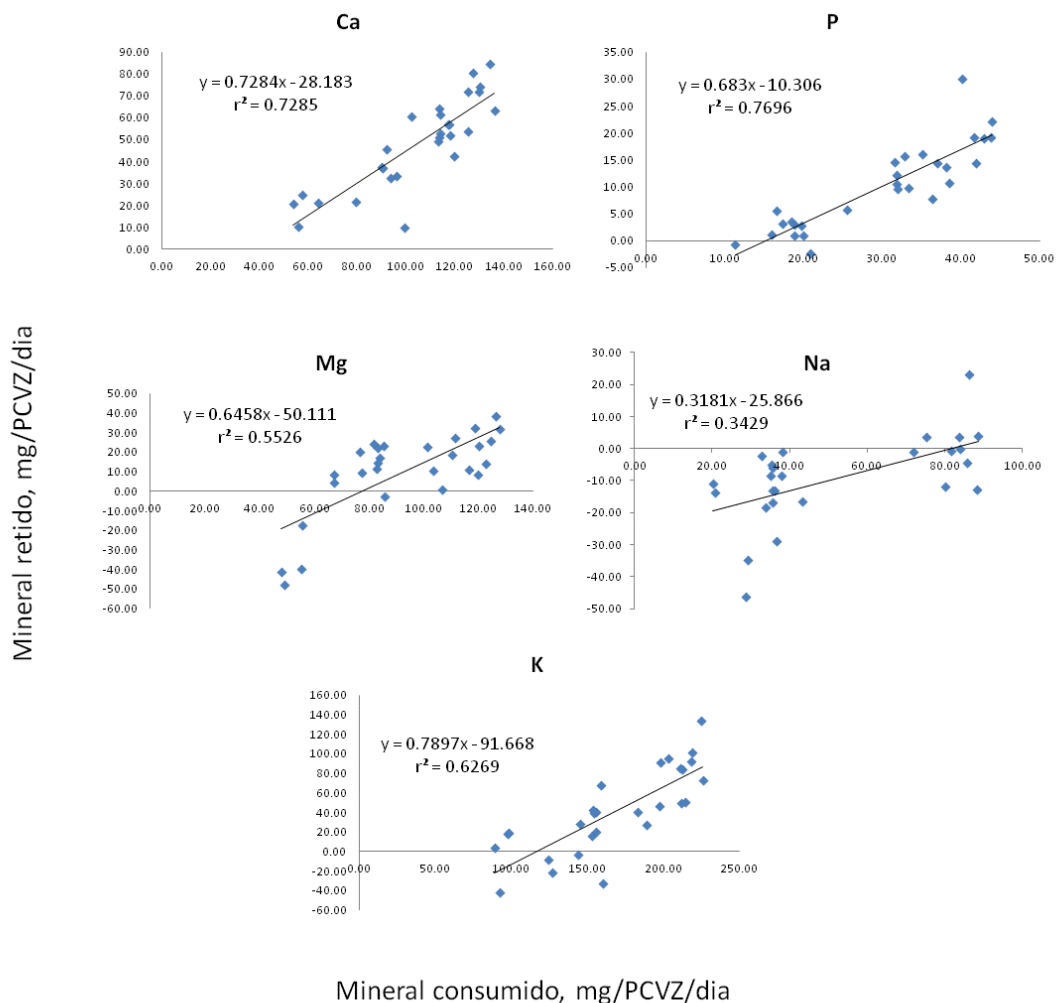 Ca
90.00
80.00
70.00
60.00
50.00
40.00
30.00
20.00
10.00
0.00
0.00 20.00 40.00 60.00 80.00 100.00 120.00 140.00 160.00
y = 0.7284x - 28.183
r² = 0.7285
P
35.00
30.00
25.00
20.00
15.00
10.00
5.00
0.00
-5.00
0.00 10.00 20.00 30.00 40.00 50.00
y = 0.683x - 10.306
r² = 0.7696
Mineral retido, mg/PCVZ/dia
Mg
50.00
40.00
30.00
20.00
10.00
0.00
-10.00
-20.00
-30.00
-40.00
-50.00
-60.00
0.00 20.00 40.00 60.00 80.00 100.00 120.00 140.00
y = 0.6458x - 50.111
r² = 0.5526
Na
30.00
20.00
10.00
0.00
-10.00
-20.00
-30.00
-40.00
-50.00
0.00 20.00 40.00 60.00 80.00 100.00
y = 0.3181x - 25.866
r² = 0.3429
K
160.00
140.00
120.00
100.00
80.00
60.00
40.00
20.00
0.00
-20.00
-40.00
-60.00
0.00 50.00 100.00 150.00 200.00 250.00
y = 0.7897x - 91.668
r² = 0.6269
Mineral consumido, mg/PCVZ/dia